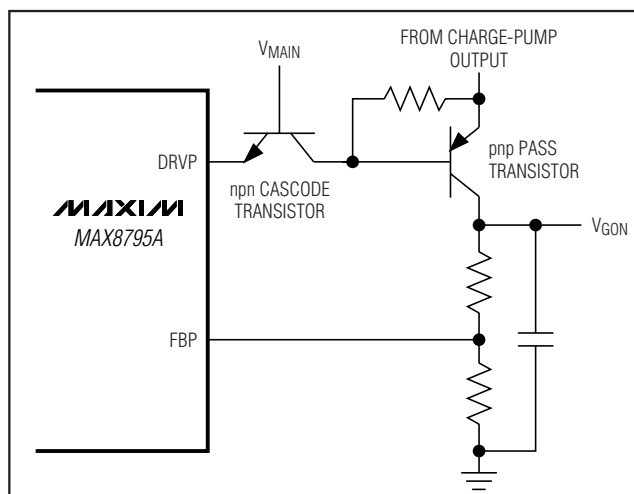 FROM CHARGE-PUMP
OUTPUT
VMAIN
DRVP
npn CASCODE
TRANSISTOR
pnp PASS
TRANSISTOR
MAXIM
MAX8795A
VGON
FBP